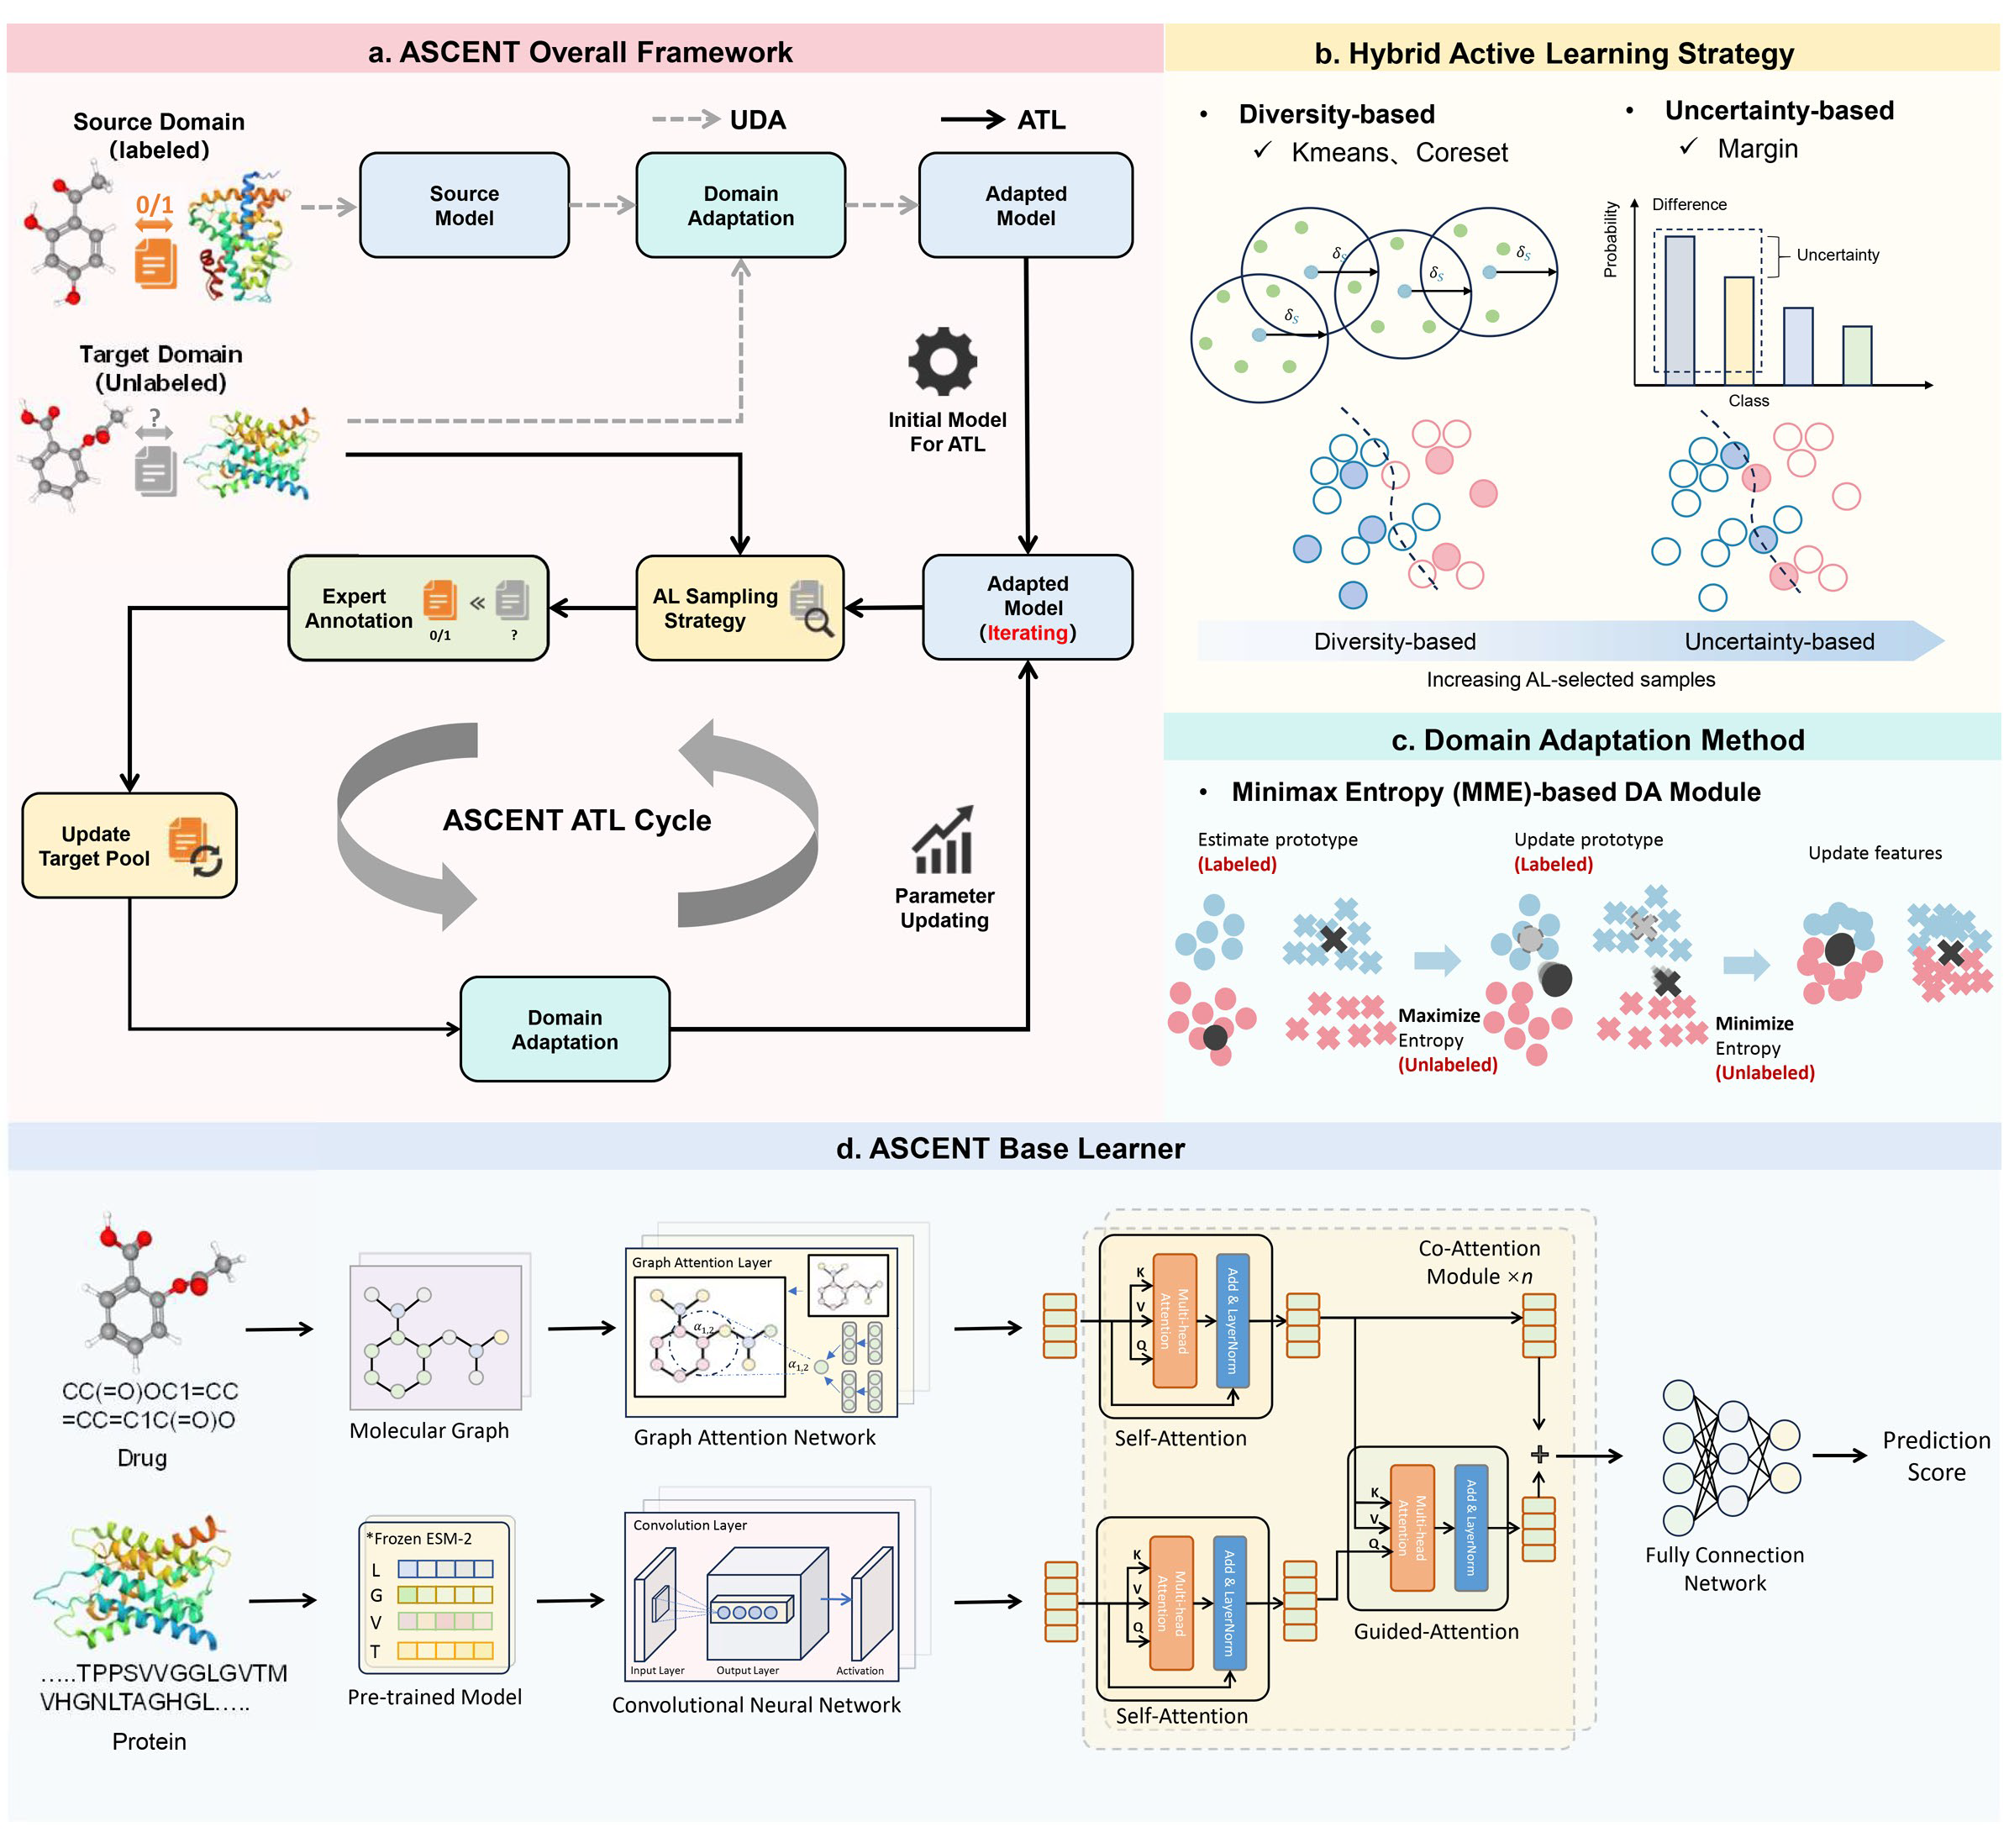 a. ASCENT Overall Framework
Source Domain
(labeled)
0/1
UDA
ATL
Source
Model
Domain
Adaptation
Adapted
Model
Target Domain
(Unlabeled)
?
Initial Model
For ATL
Expert
Annotation
0/1
«
?
AL Sampling
Strategy
Adapted
Model
(Iterating)
Update
Target Pool
ASCENT ATL Cycle
Parameter
Updating
Domain
Adaptation
b. Hybrid Active Learning Strategy
• Diversity-based
✓ Kmeans、Coreset
δS
δS
δS
δS
• Uncertainty-based
✓ Margin
Probability
Difference
Uncertainty
Class
Diversity-based
Uncertainty-based
Increasing AL-selected samples
c. Domain Adaptation Method
• Minimax Entropy (MME)-based DA Module
Estimate prototype
(Labeled)
Update prototype
(Labeled)
Update features
Maximize
Entropy
(Unlabeled)
Minimize
Entropy
(Unlabeled)
d. ASCENT Base Learner
CC(=O)OC1=CC
=CC=C1C(=O)O
Drug
Molecular Graph
Graph Attention Layer
α1,2
α1,2
Graph Attention Network
Co-Attention
Module ×n
K
V
Q
Multi-head
Attention
Add & LayerNorm
Self-Attention
K
V
Q
Multi-head
Attention
Add & LayerNorm
Guided-Attention
+
Fully Connection
Network
Prediction
Score
.....TPPSVVGGLGVTM
VHGNLTAGHGL.....
Protein
*Frozen ESM-2
L
G
V
T
Pre-trained Model
Convolution Layer
Input Layer
Output Layer
Activation
Convolutional Neural Network
K
V
Q
Multi-head
Attention
Add & LayerNorm
Self-Attention